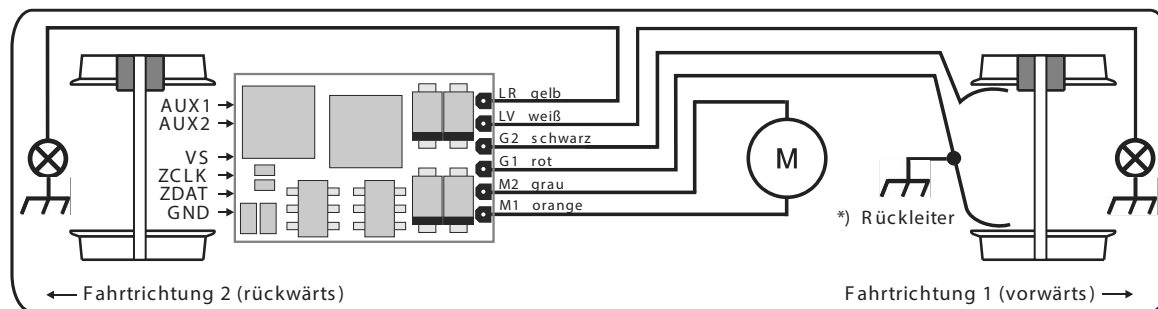 AUX1
AUX2
VS
ZCLK
ZDAT
GND
LR gelb
LV weiß
G2 schwarz
G1 rot
M2 grau
M1 orange
M
*) Rückleiter
← Fahrtrichtung 2 (rückwärts)
Fahrtrichtung 1 (vorwärts) →